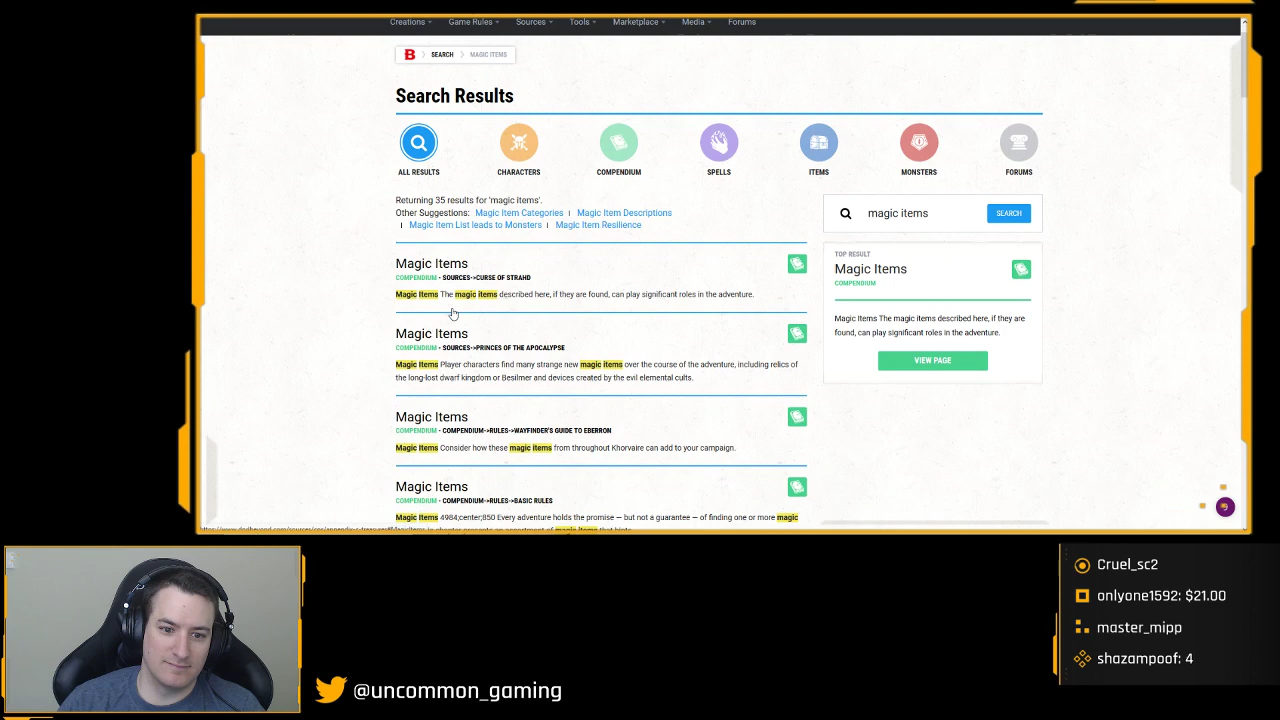 Creations
Game Rules
Sources
Tools
Marketplace
Media
Forums
B
SEARCH
MAGIC ITEMS
Search Results
ALL RESULTS
CHARACTERS
COMPENDIUM
SPELLS
ITEMS
MONSTERS
FORUMS
Returning 35 results for 'magic items'.
Other Suggestions: Magic Item Categories | Magic Item Descriptions
| Magic Item List leads to Monsters | Magic Item Resilience
magic items
SEARCH
Magic Items
COMPENDIUM - SOURCES->CURSE OF STRAHD
Magic Items The magic items described here, if they are found, can play significant roles in the adventure.
Magic Items
COMPENDIUM - SOURCES->PRINCES OF THE APOCALYPSE
Magic Items Player characters find many strange new magic items over the course of the adventure, including relics of
the long-lost dwarf kingdom or Besilmer and devices created by the evil elemental cults.
Magic Items
COMPENDIUM - COMPENDIUM->RULES->WAYFINDER'S GUIDE TO EBERRON
Magic Items Consider how these magic items from throughout Khorvaire can add to your campaign.
Magic Items
COMPENDIUM - COMPENDIUM->RULES->BASIC RULES
Magic Items 4984;center;850 Every adventure holds the promise — but not a guarantee — of finding one or more magic
TOP RESULT
Magic Items
COMPENDIUM
Magic Items The magic items described here, if they are
found, can play significant roles in the adventure.
VIEW PAGE
@uncommon_gaming
Cruel_sc2
onlyone1592: $21.00
master_mipp
shazampoof: 4